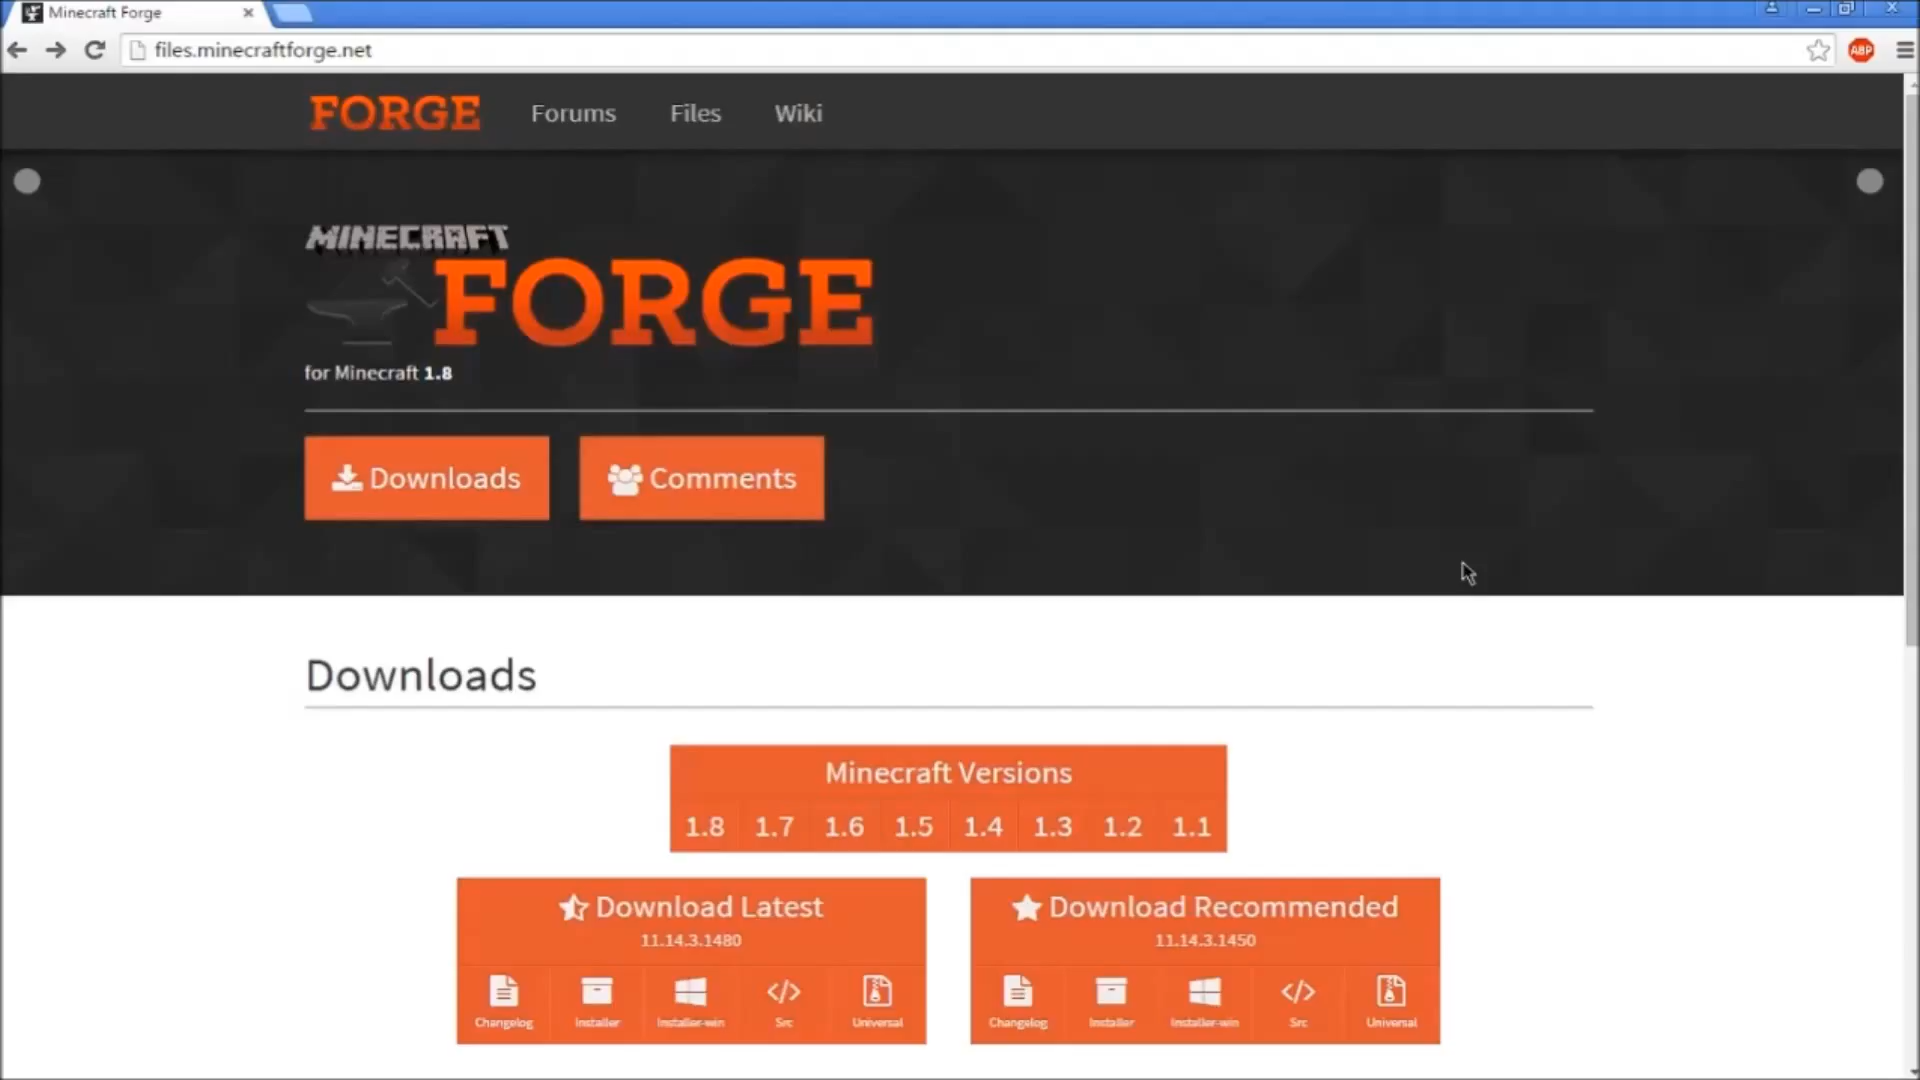 Minecraft Forge
files.minecraftforge.net
ABP
FORGE Forums Files Wiki
MINECRAFT
FORGE
for Minecraft 1.8
Downloads Comments
Downloads
Minecraft Versions
1.8 1.7 1.6 1.5 1.4 1.3 1.2 1.1
Download Latest
11.14.3.1480
Changelog Installer Installer-win Src Universal
Download Recommended
11.14.3.1450
Changelog Installer Installer-win Src Universal